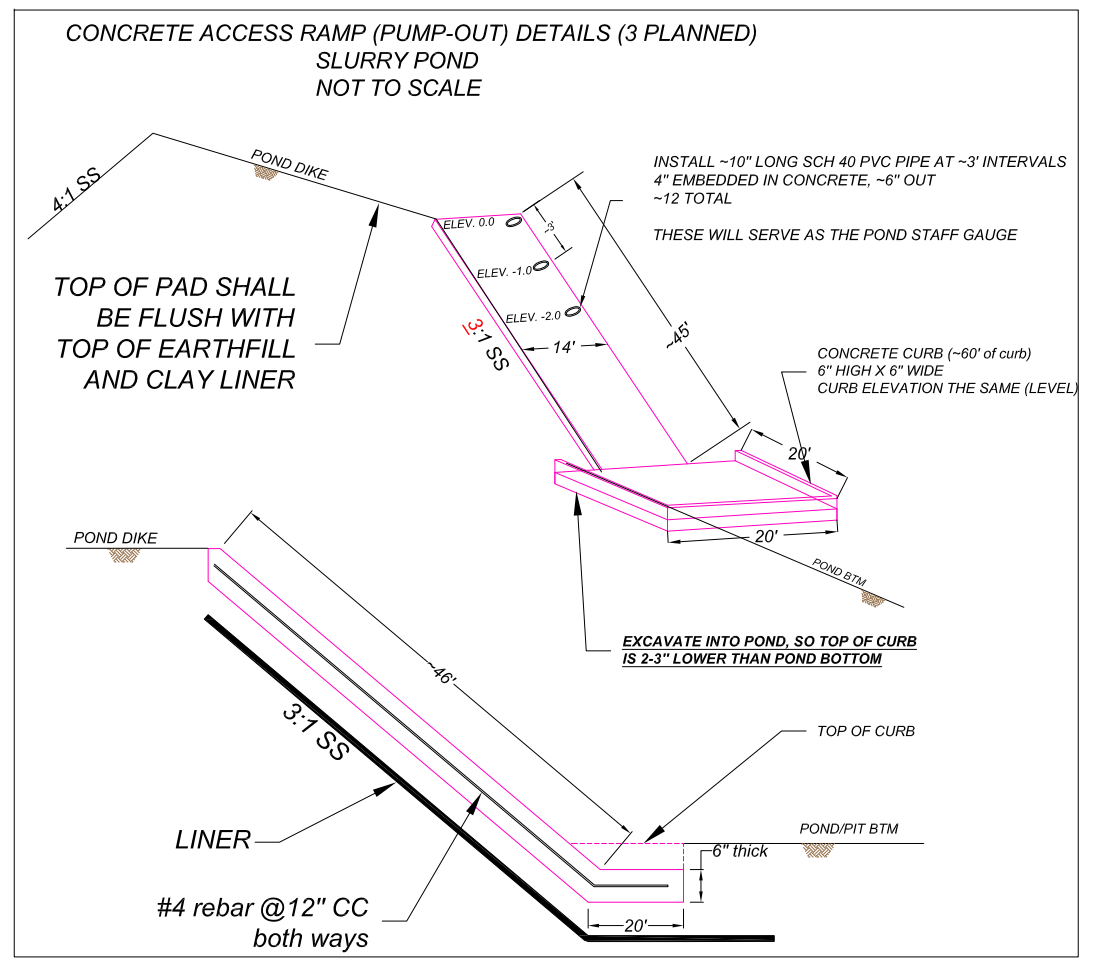 CONCRETE ACCESS RAMP (PUMP-OUT) DETAILS (3 PLANNED)
SLURRY POND
NOT TO SCALE
POND DIKE
4:1 SS
INSTALL ~10" LONG SCH 40 PVC PIPE AT ~3' INTERVALS
4" EMBEDDED IN CONCRETE, ~6" OUT
~12 TOTAL
THESE WILL SERVE AS THE POND STAFF GAUGE
ELEV. 0.0
~3'
ELEV. -1.0
ELEV. -2.0
TOP OF PAD SHALL
BE FLUSH WITH
TOP OF EARTHFILL
AND CLAY LINER
3:1 SS
14'
~45'
CONCRETE CURB (~60' of curb)
6" HIGH X 6" WIDE
CURB ELEVATION THE SAME (LEVEL)
20'
20'
POND BTM
EXCAVATE INTO POND, SO TOP OF CURB
IS 2-3" LOWER THAN POND BOTTOM
POND DIKE
~46'
3:1 SS
TOP OF CURB
POND/PIT BTM
6" thick
LINER
#4 rebar @12" CC
both ways
20'